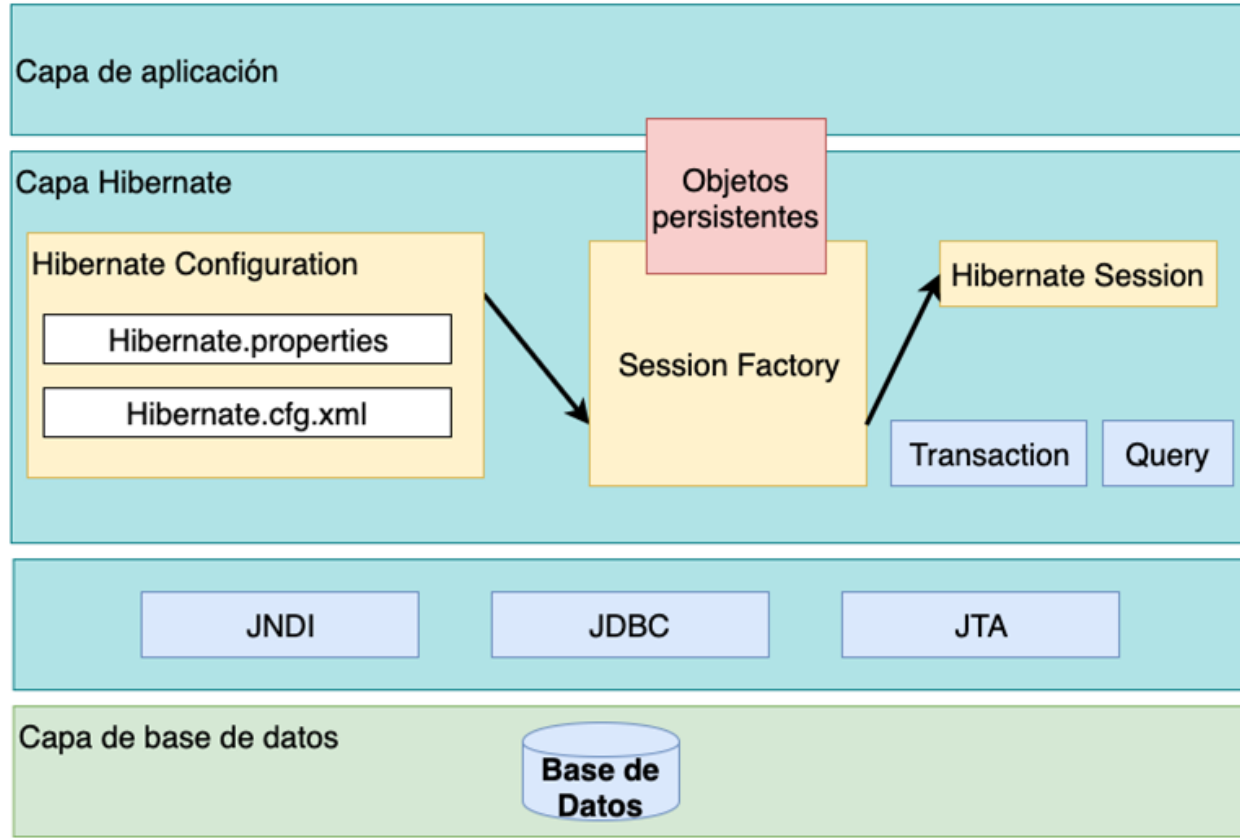 Capa de aplicación
Capa Hibernate
Objetos
persistentes
Hibernate Configuration
Hibernate.properties
Hibernate.cfg.xml
Session Factory
Hibernate Session
Transaction
Query
JNDI
JDBC
JTA
Capa de base de datos
Base de
Datos